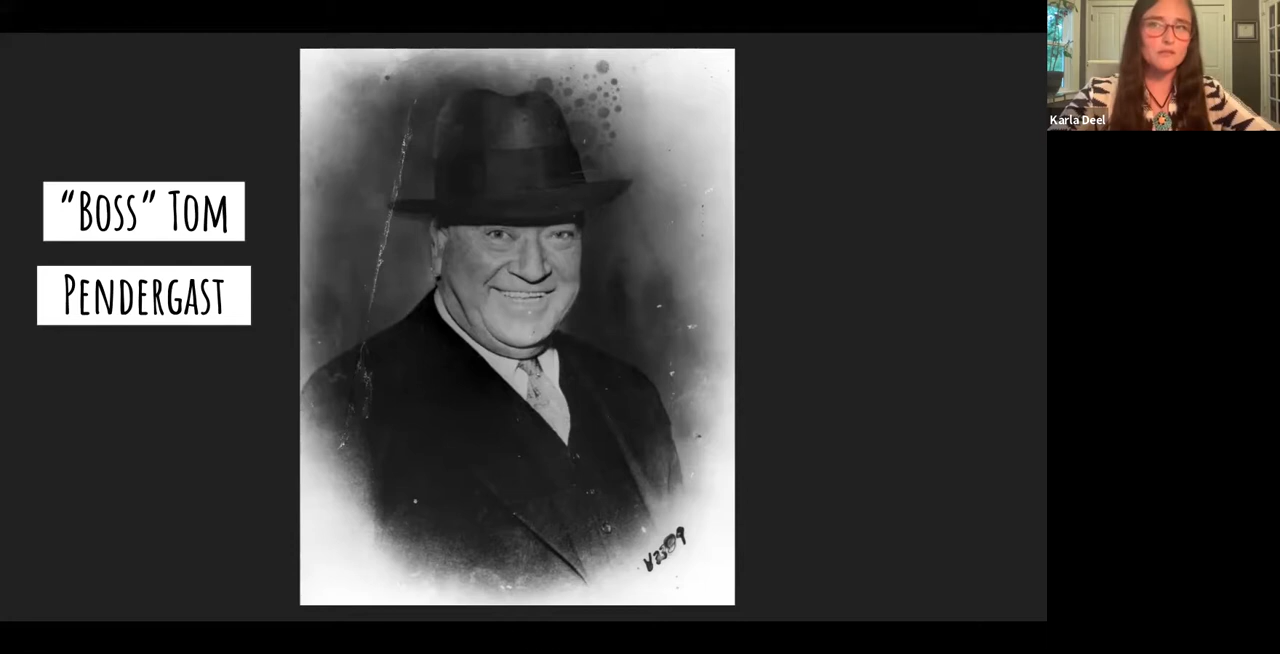 “Boss” Tom
Pendergast
Karla Deel